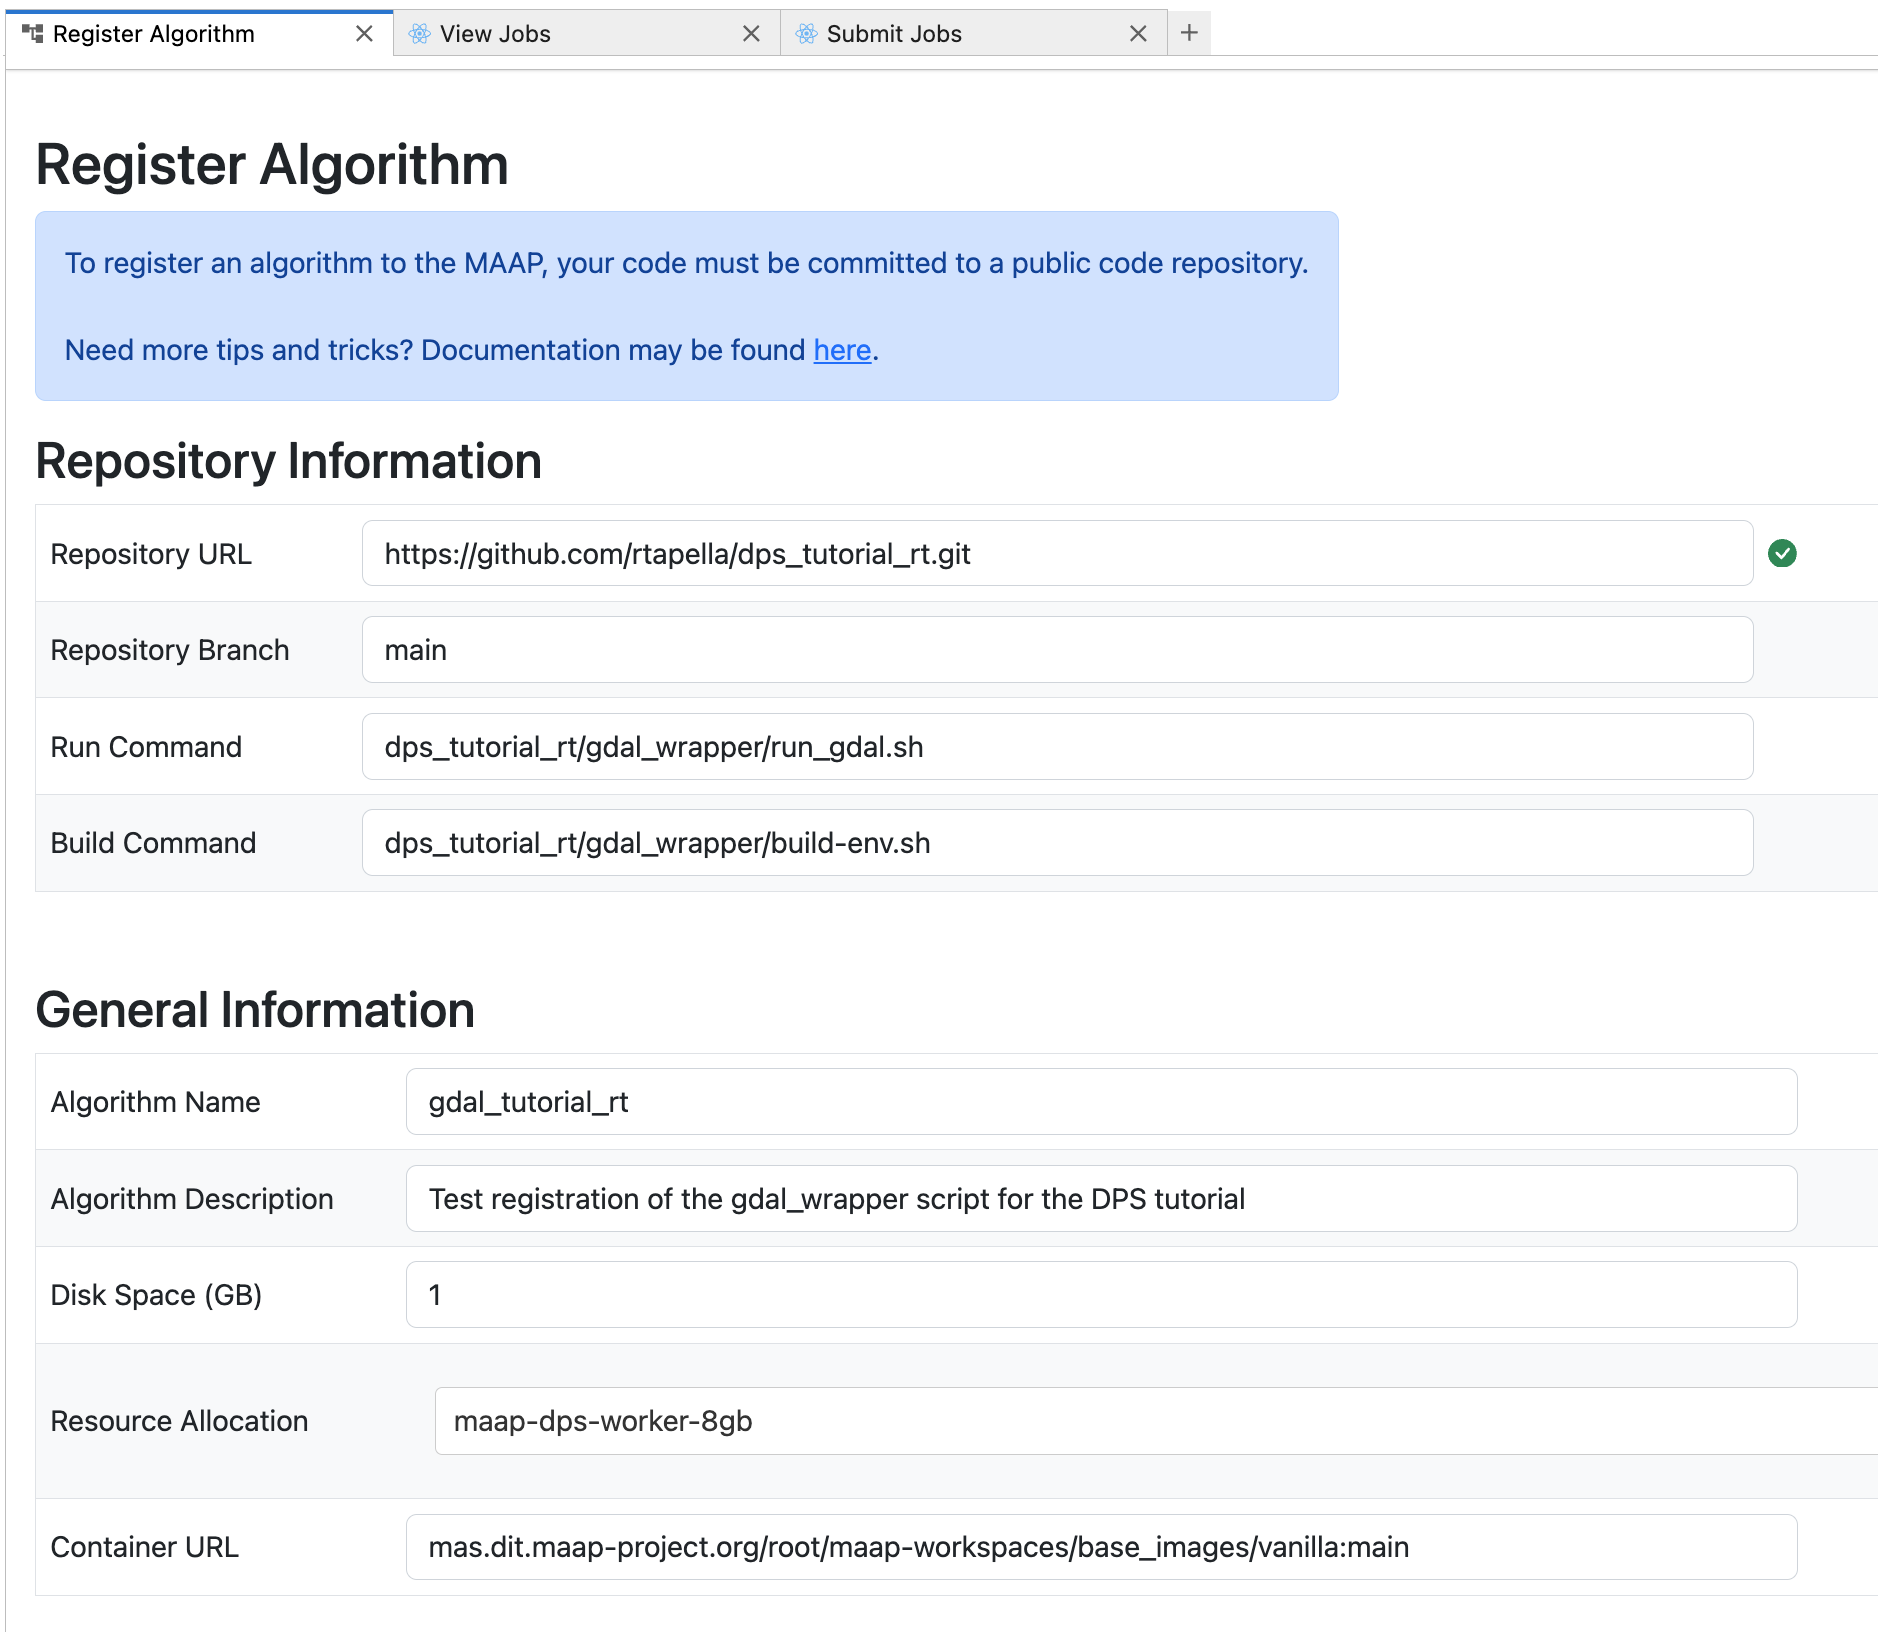 Register Algorithm
View Jobs
Submit Jobs
Register Algorithm
To register an algorithm to the MAAP, your code must be committed to a public code repository.
Need more tips and tricks? Documentation may be found here.
Repository Information
Repository URL
https://github.com/rtapella/dps_tutorial_rt.git
Repository Branch
main
Run Command
dps_tutorial_rt/gdal_wrapper/run_gdal.sh
Build Command
dps_tutorial_rt/gdal_wrapper/build-env.sh
General Information
Algorithm Name
gdal_tutorial_rt
Algorithm Description
Test registration of the gdal_wrapper script for the DPS tutorial
Disk Space (GB)
1
Resource Allocation
maap-dps-worker-8gb
Container URL
mas.dit.maap-project.org/root/maap-workspaces/base_images/vanilla:main